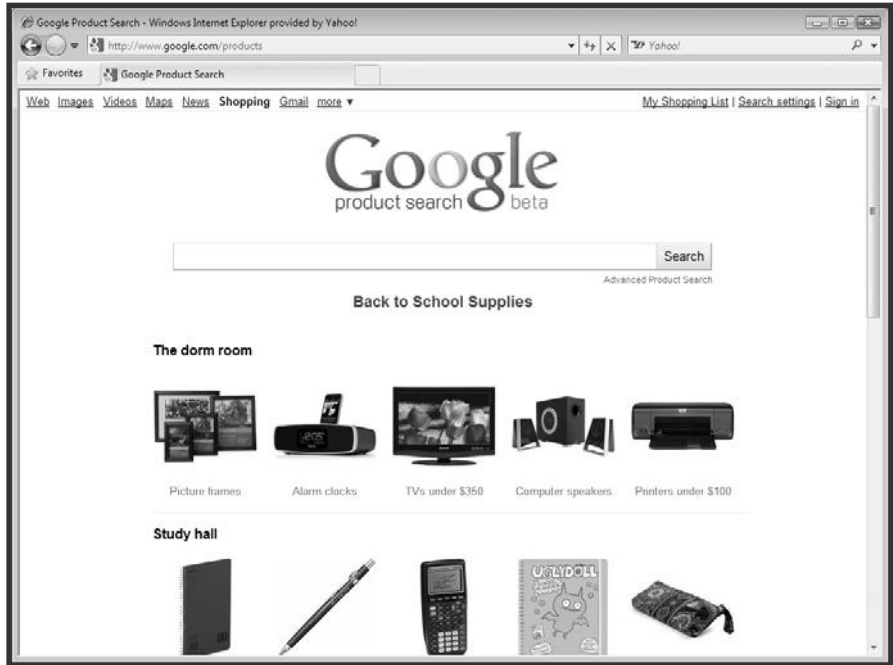 Google Product Search - Windows Internet Explorer provided by Yahoo!
http://www.google.com/products
Yahoo!
Favorites Google Product Search
Web Images Videos Maps News Shopping Gmail more ▼ My Shopping List | Search settings | Sign in
Google
product search beta
Search
Advanced Product Search
Back to School Supplies
The dorm room
Picture frames Alarm clocks TVs under $350 Computer speakers Printers under $100
Study hall
UGLYDOLL